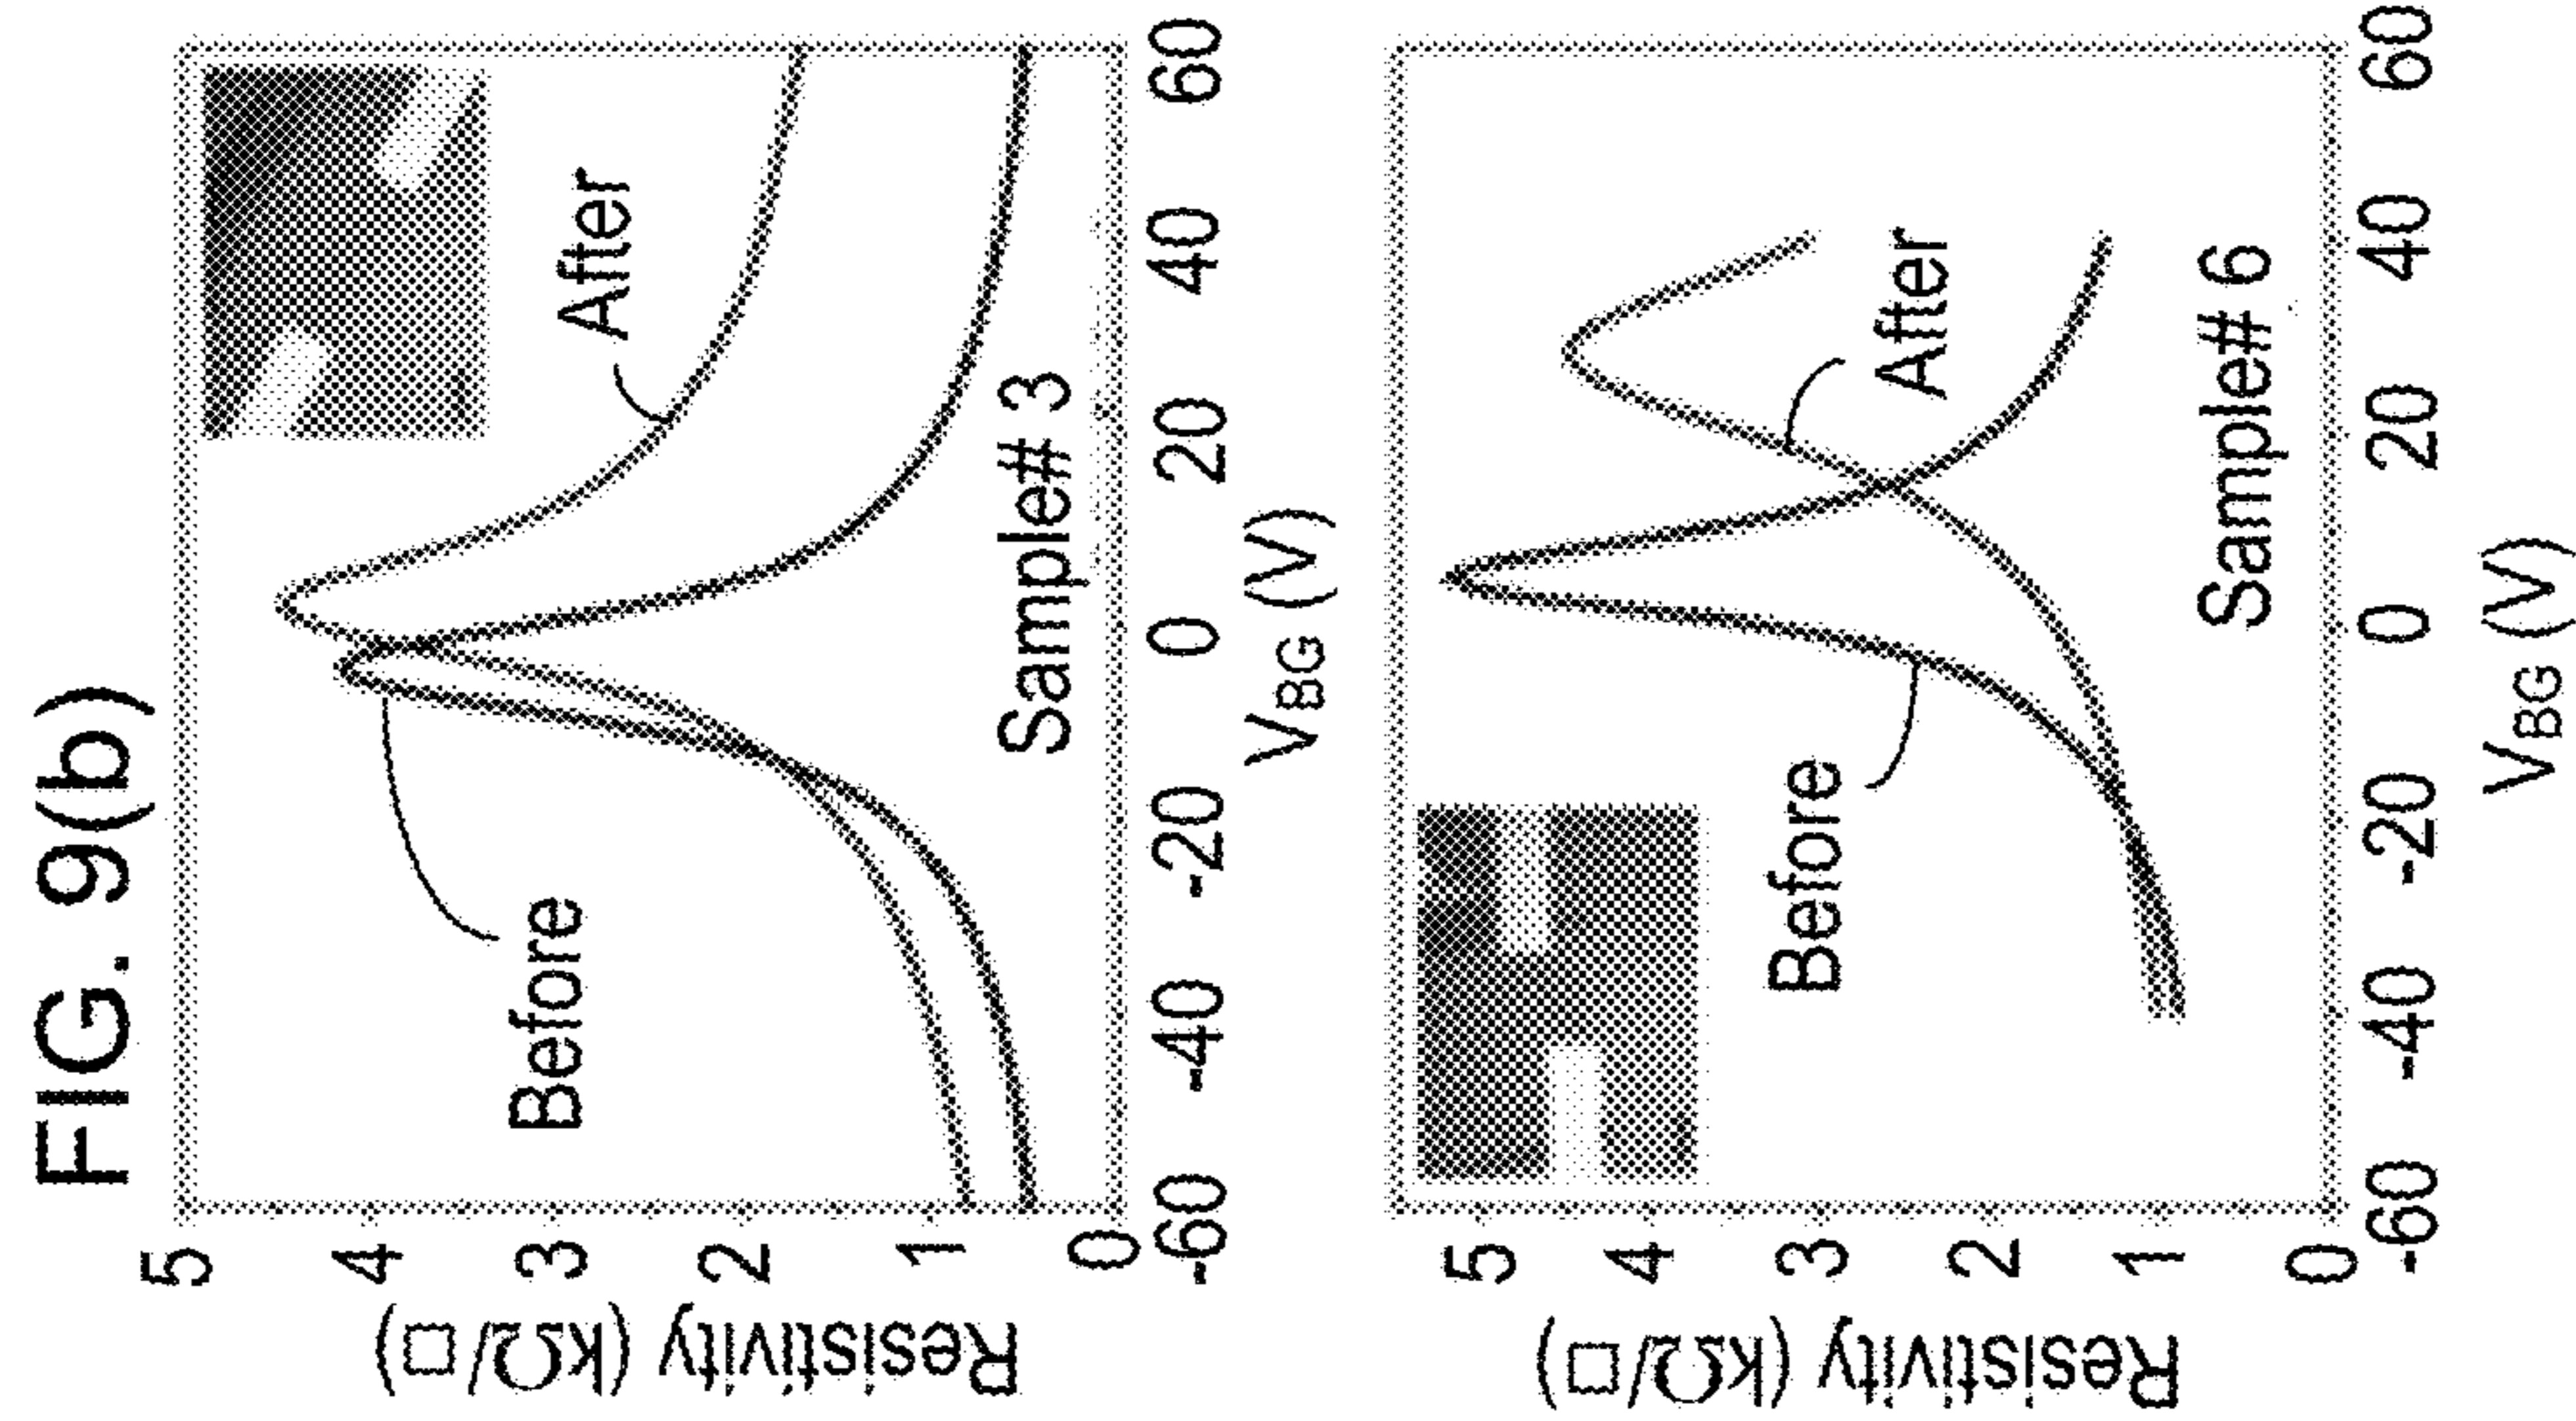 FIG. 9(b)
Resistivity (kΩ/□)
5
4
3
2
1
0
Before
After
Sample# 3
-60 -40 -20 0 20 40 60
VBG (V)
Resistivity (kΩ/□)
5
4
3
2
1
0
Before
After
Sample# 6
-60 -40 -20 0 20 40 60
VBG (V)